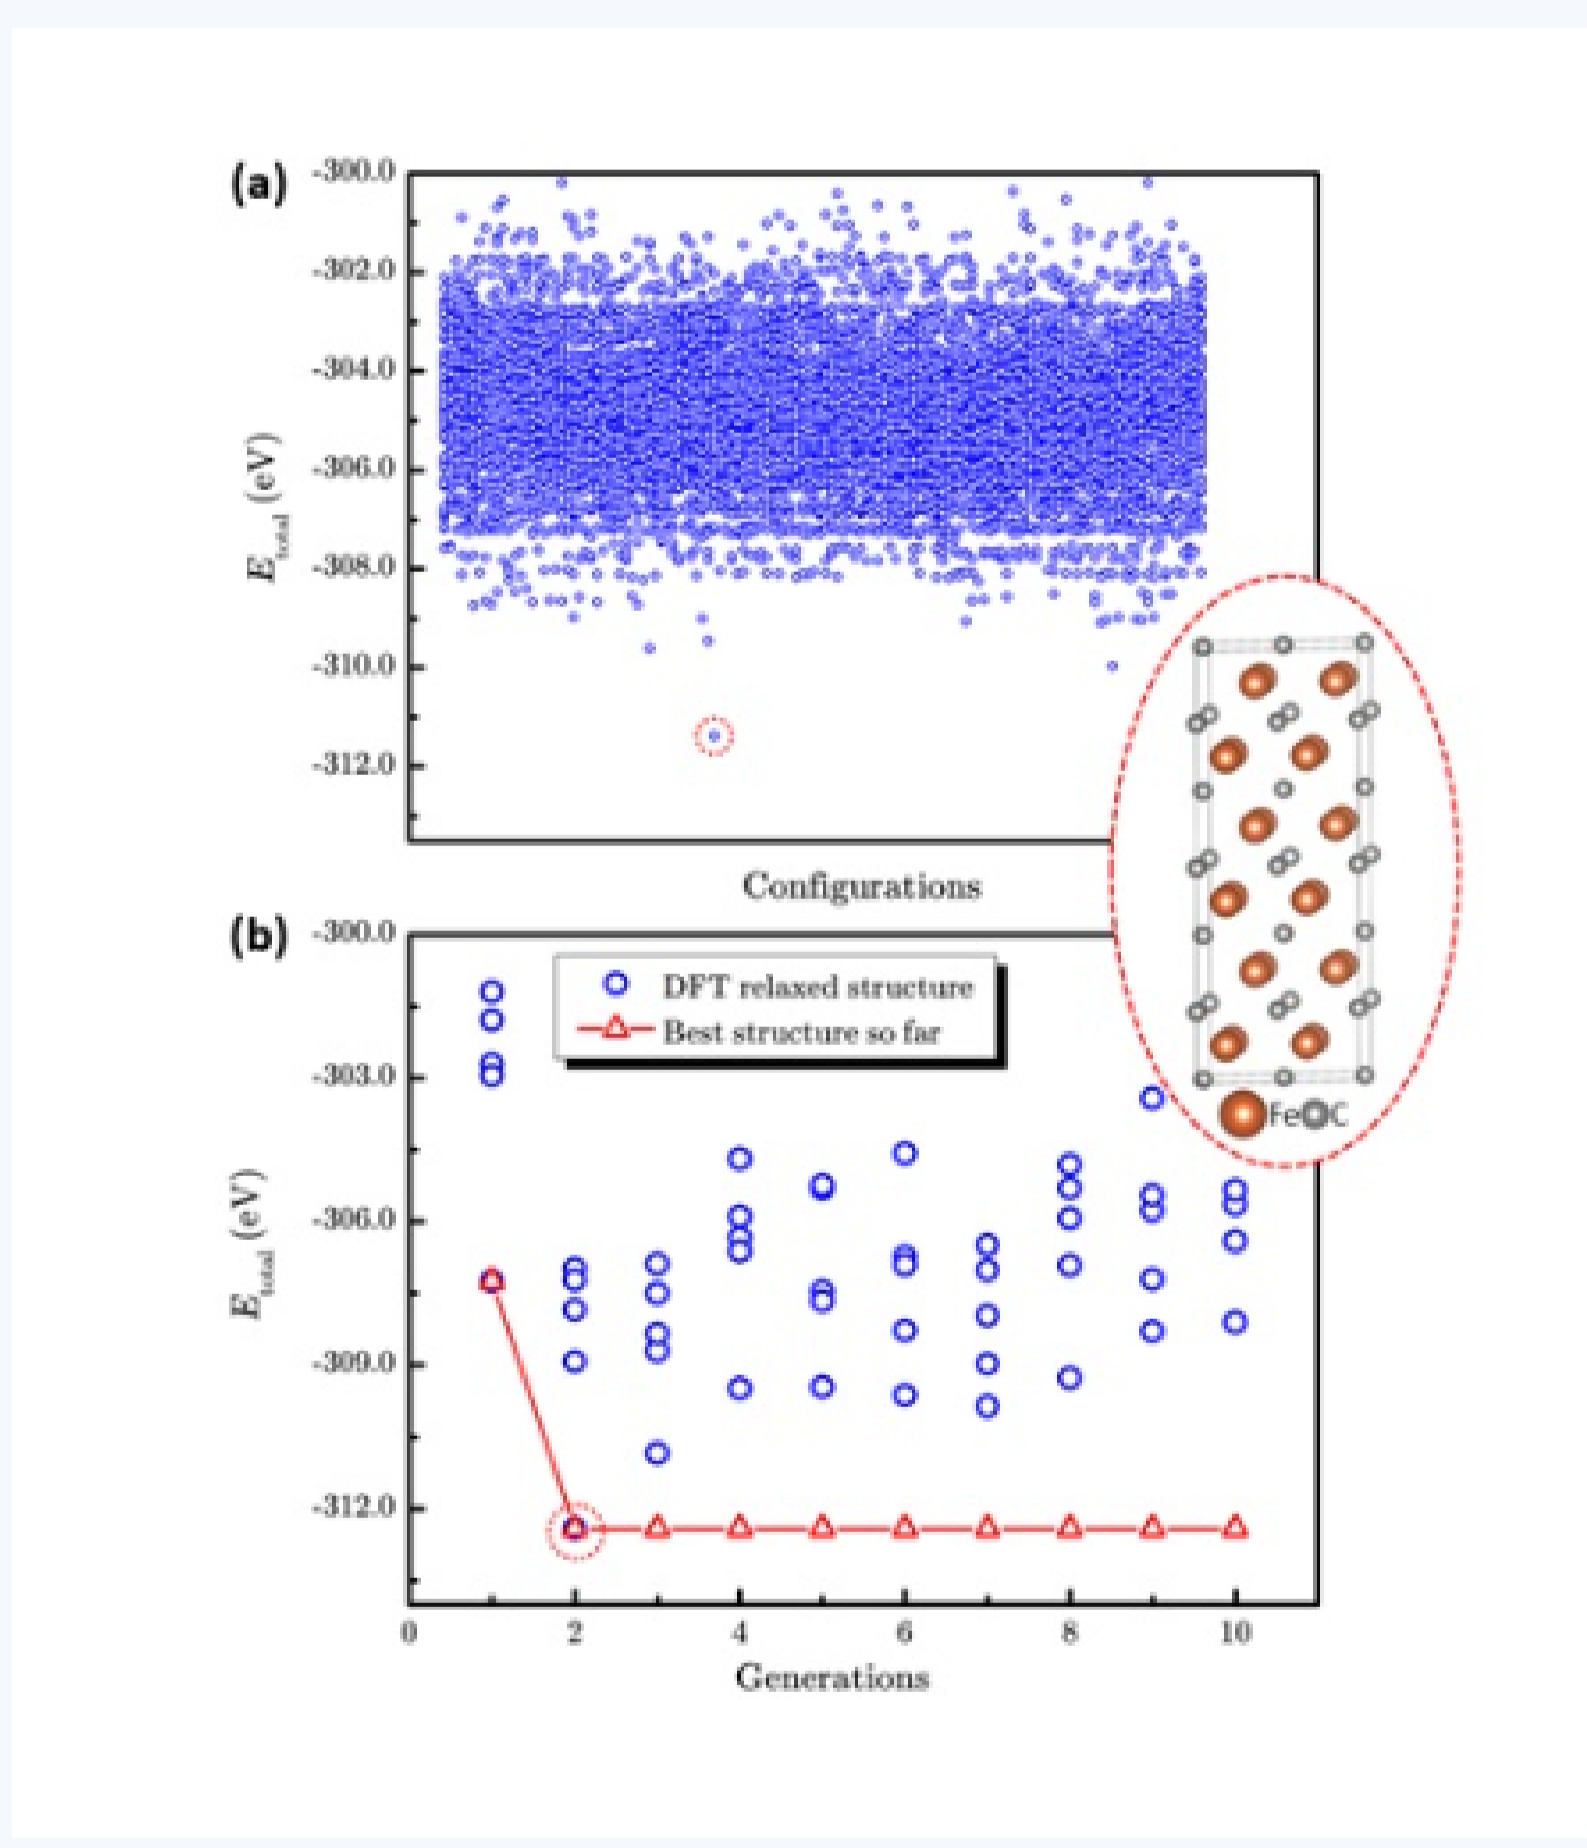 (a)
-300.0
-302.0
-304.0
-306.0
-308.0
-310.0
-312.0
E_total (eV)
Configurations
(b)
-300.0
-303.0
-306.0
-309.0
-312.0
E_total (eV)
DFT relaxed structure
Best structure so far
Fe C
0 2 4 6 8 10
Generations